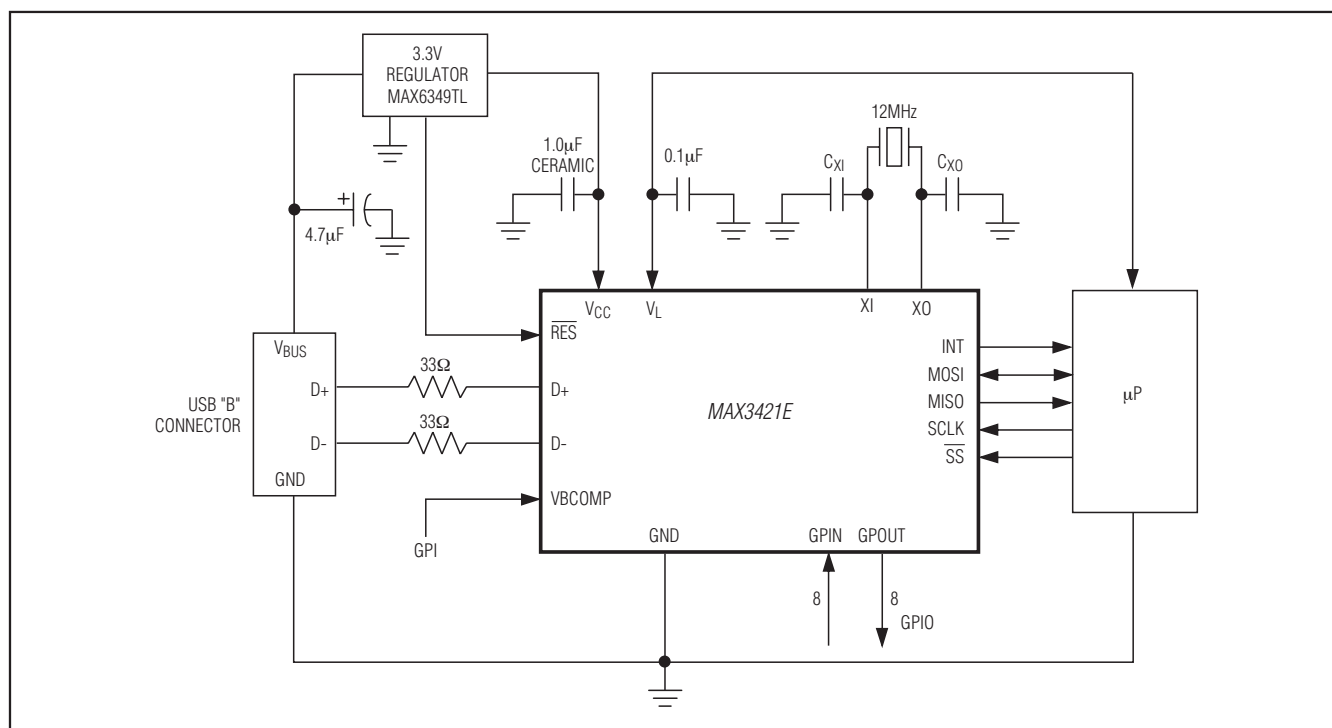 3.3V
REGULATOR
MAX6349TL
12MHz
1.0µF
CERAMIC
0.1µF
CXI
CXO
+
4.7µF
VCC
VL
XI
XO
RES
VBUS
INT
33Ω
D+
D+
MOSI
USB "B"
CONNECTOR
MAX3421E
MISO
µP
33Ω
D-
D-
SCLK
SS
GND
VBCOMP
GPI
GND
GPIN
GPOUT
8
8
GPIO